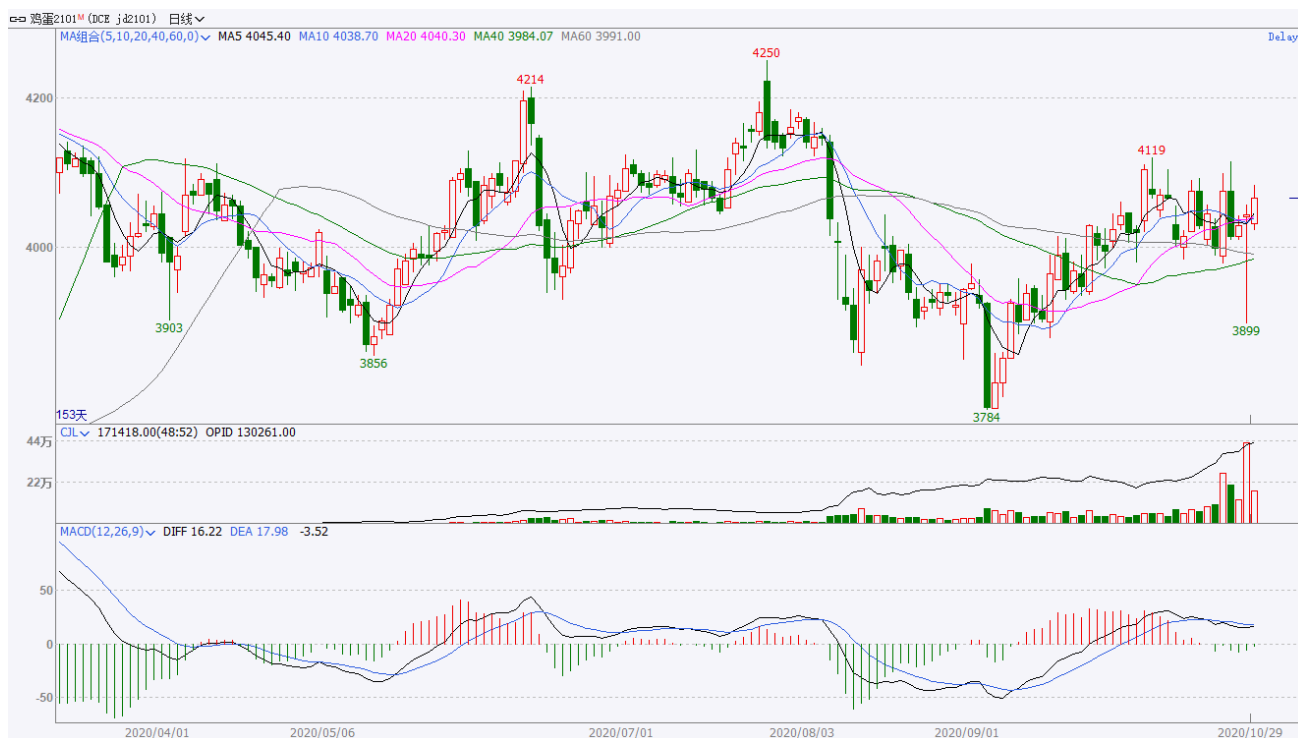 鸡蛋2101M (DCE jd2101) 日线
MA组合(5,10,20,40,60,0) MA5 4045.40 MA10 4038.70 MA20 4040.30 MA40 3984.07 MA60 3991.00 Delay
4250
4214
4200
4119
4000
3903
3899
3856
3784
153天
CJL 171418.00(48:52) OPID 130261.00
44万
22万
MACD(12,26,9) DIFF 16.22 DEA 17.98 -3.52
50
0
-50
2020/04/01 2020/05/06 2020/07/01 2020/08/03 2020/09/01 2020/10/29